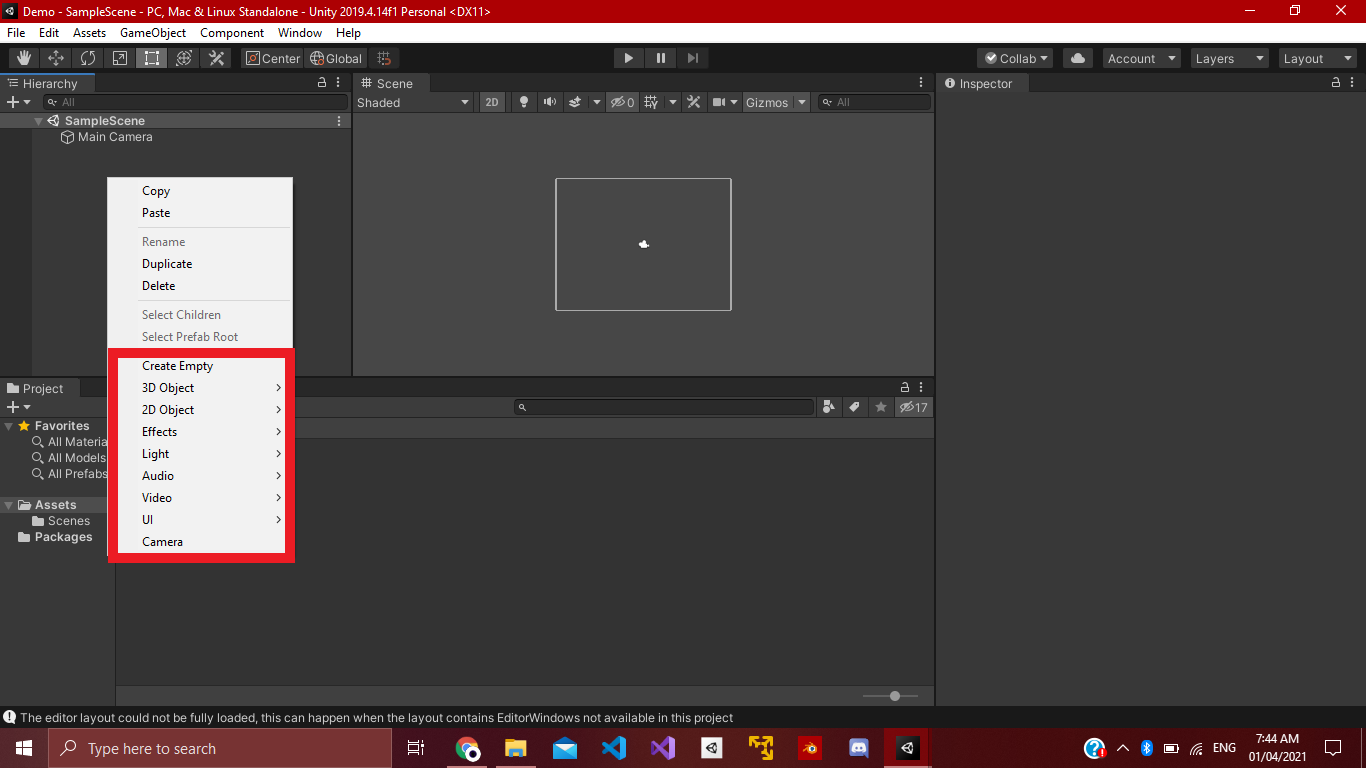 Demo - SampleScene - PC, Mac & Linux Standalone - Unity 2019.4.14f1 Personal <DX11>
File Edit Assets GameObject Component Window Help
Center Global Collab Account Layers Layout
Hierarchy
All
SampleScene
Main Camera
Scene
Shaded 2D 0 Gizmos All
Inspector
Copy
Paste
Rename
Duplicate
Delete
Select Children
Select Prefab Root
Create Empty
3D Object
2D Object
Effects
Light
Audio
Video
UI
Camera
Project
17
Favorites
All Materia
All Models
All Prefabs
Assets
Scenes
Packages
The editor layout could not be fully loaded, this can happen when the layout contains EditorWindows not available in this project
Type here to search
ENG
7:44 AM
01/04/2021